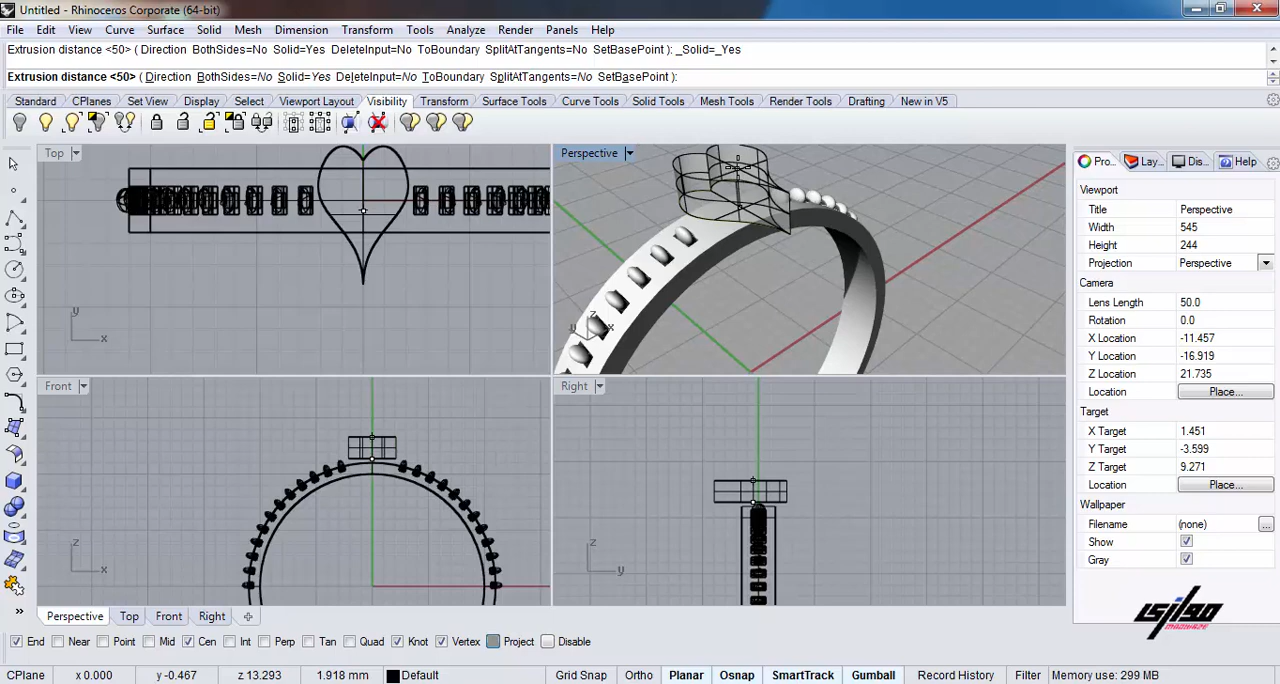 Untitled - Rhinoceros Corporate (64-bit)
File Edit View Curve Surface Solid Mesh Dimension Transform Tools Analyze Render Panels Help
Extrusion distance <50> ( Direction BothSides=No Solid=Yes DeleteInput=No ToBoundary SplitAtTangents=No SetBasePoint ): _Solid=_Yes
Extrusion distance <50> ( Direction BothSides=No Solid=Yes DeleteInput=No ToBoundary SplitAtTangents=No SetBasePoint ):
Standard CPlanes Set View Display Select Viewport Layout Visibility Transform Surface Tools Curve Tools Solid Tools Mesh Tools Render Tools Drafting New in V5
Top
Perspective
Pro... Lay... Dis... Help
Viewport
Title Perspective
Width 545
Height 244
Projection Perspective
Camera
Lens Length 50.0
Rotation 0.0
X Location -11.457
Y Location -16.919
Z Location 21.735
Location Place...
Target
X Target 1.451
Y Target -3.599
Z Target 9.271
Location Place...
Wallpaper
Filename (none) ...
Show
Gray
y
x
z
x
y
Front
Right
z
x
z
y
Perspective Top Front Right
End Near Point Mid Cen Int Perp Tan Quad Knot Vertex Project Disable
CPlane x 0.000 y -0.467 z 13.293 1.918 mm Default Grid Snap Ortho Planar Osnap SmartTrack Gumball Record History Filter Memory use: 299 MB